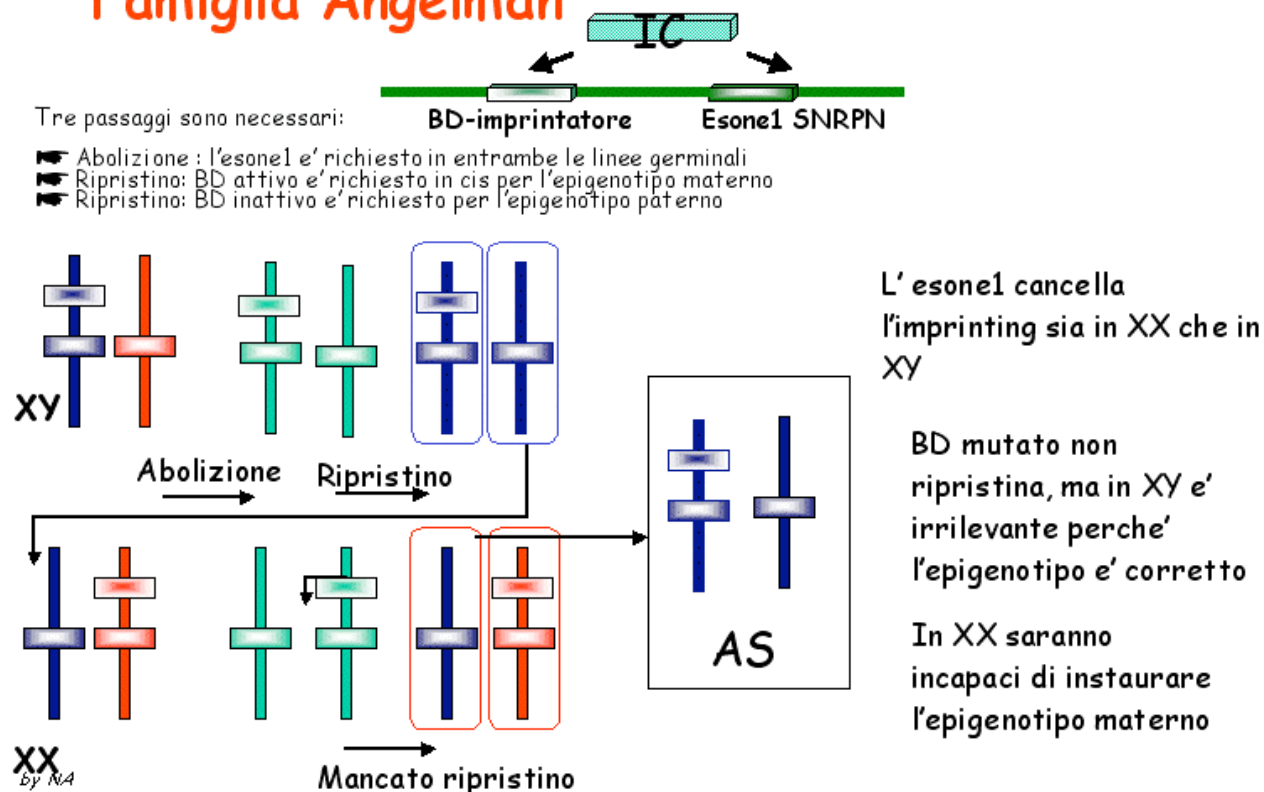 Famiglia Angelman
IC
BD-imprintatore
Esone1 SNRPN
Tre passaggi sono necessari:
Abolizione : l'esone1 e' richiesto in entrambe le linee germinali
Ripristino: BD attivo e' richiesto in cis per l'epigenotipo materno
Ripristino: BD inattivo e' richiesto per l'epigenotipo paterno
XY
Abolizione
Ripristino
L' esone1 cancella
l'imprinting sia in XX che in
XY
BD mutato non
ripristina, ma in XY e'
irrilevante perche'
l'epigenotipo e' corretto
AS
In XX saranno
incapaci di instaurare
l'epigenotipo materno
XX
by NA
Mancato ripristino